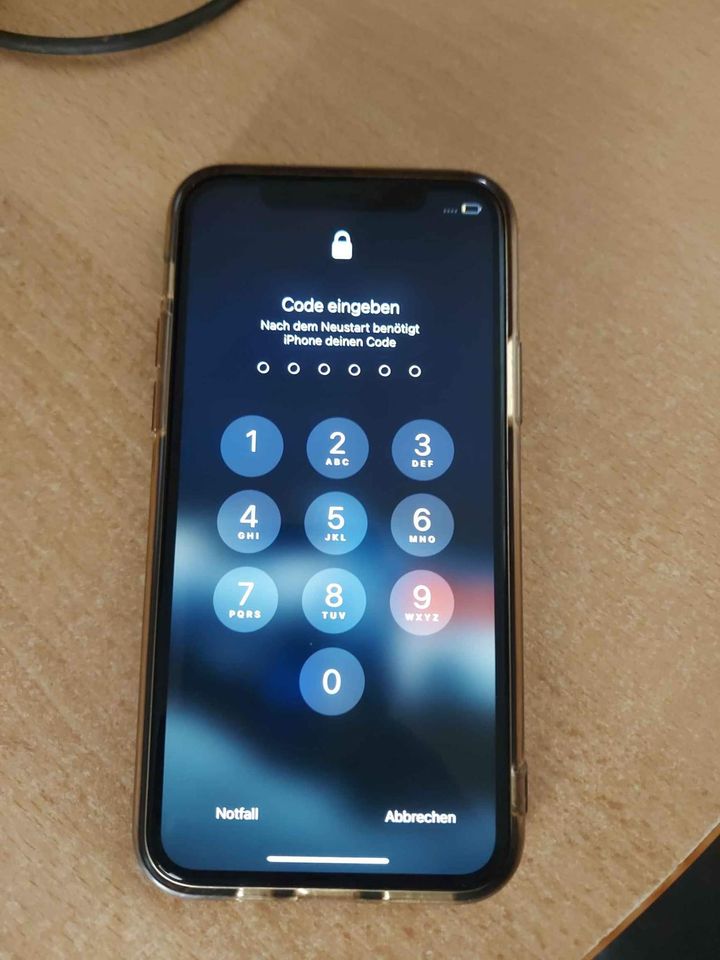 Code eingeben
Nach dem Neustart benötigt
iPhone deinen Code
1 2 3
ABC DEF
4 5 6
GHI JKL MNO
7 8 9
PQRS TUV WXYZ
0
Notfall Abbrechen